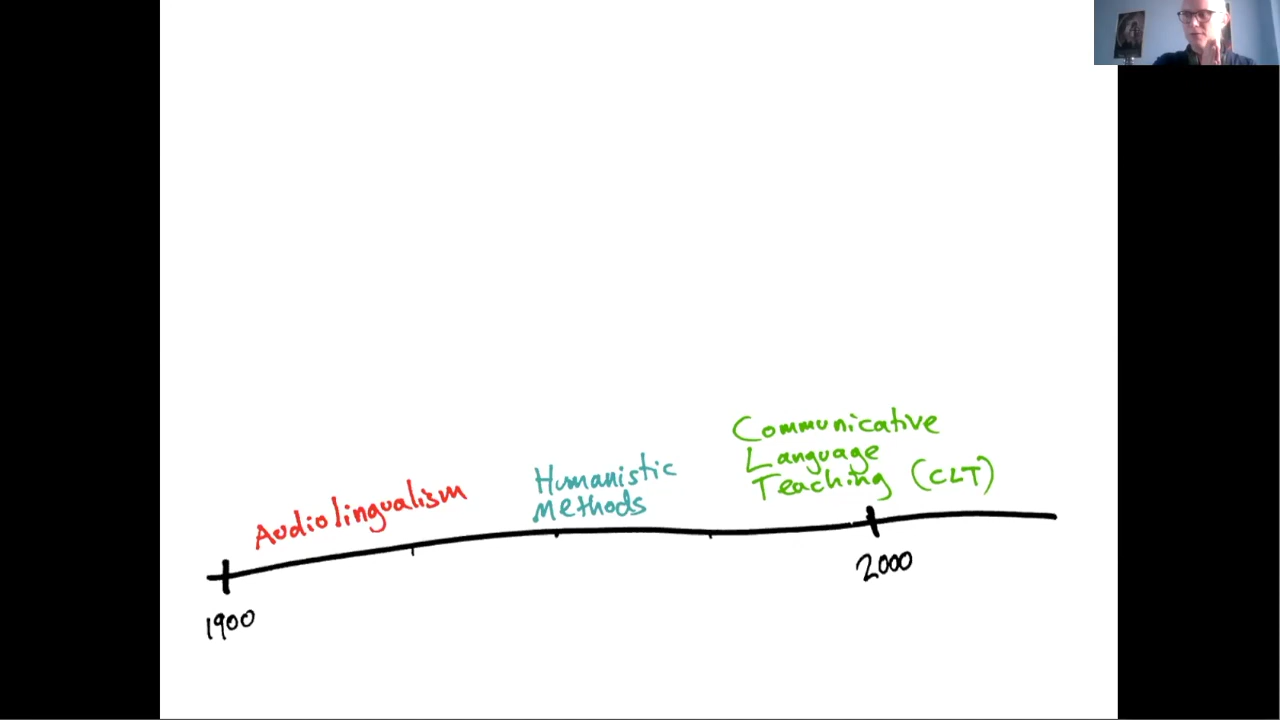 Communicative
Language
Teaching (CLT)
Humanistic
Methods
Audiolingualism
1900
2000